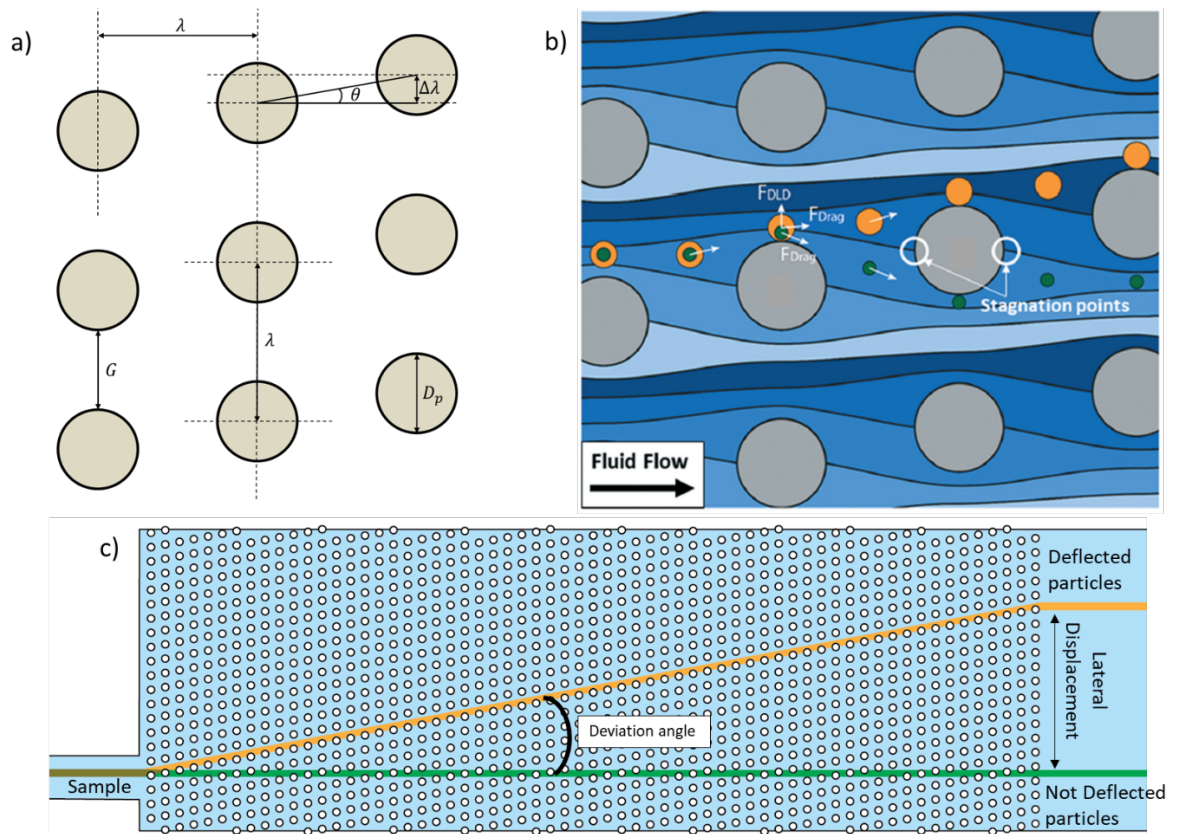 a)
λ
Δλ
θ
G
λ
D_p
b)
F_DLD
F_Drag
F_Drag
Stagnation points
Fluid Flow
c)
Deflected
particles
Lateral
Displacement
Deviation angle
Sample
Not Deflected
particles